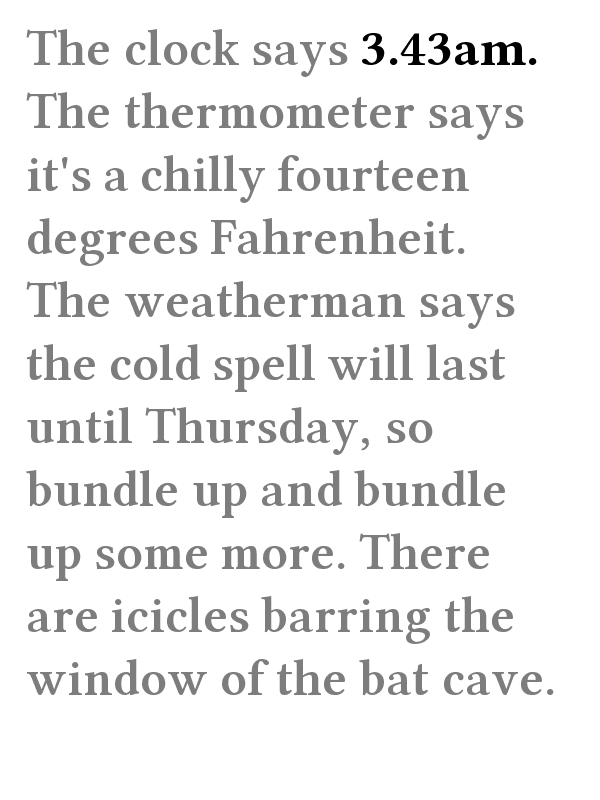 The clock says 3.43am.
The thermometer says
it's a chilly fourteen
degrees Fahrenheit.
The weatherman says
the cold spell will last
until Thursday, so
bundle up and bundle
up some more. There
are icicles barring the
window of the bat cave.